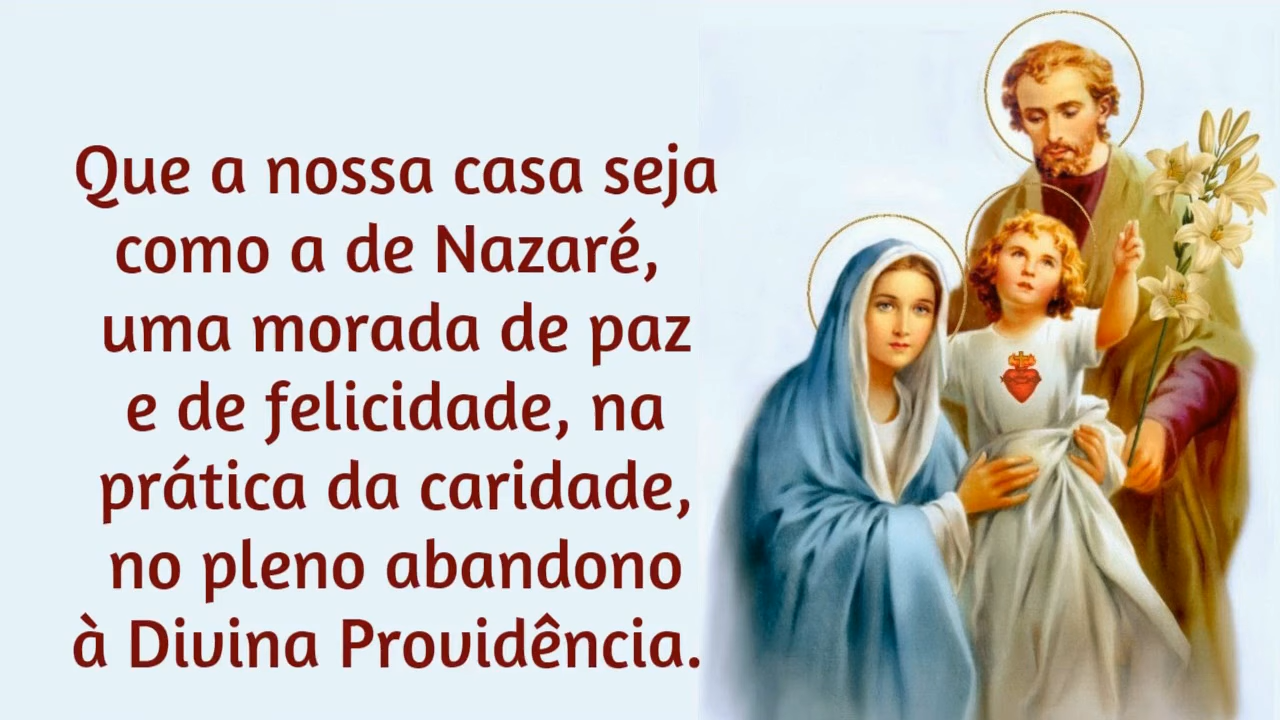 Que a nossa casa seja
como a de Nazaré,
uma morada de paz
e de felicidade, na
prática da caridade,
no pleno abandono
à Divina Providência.